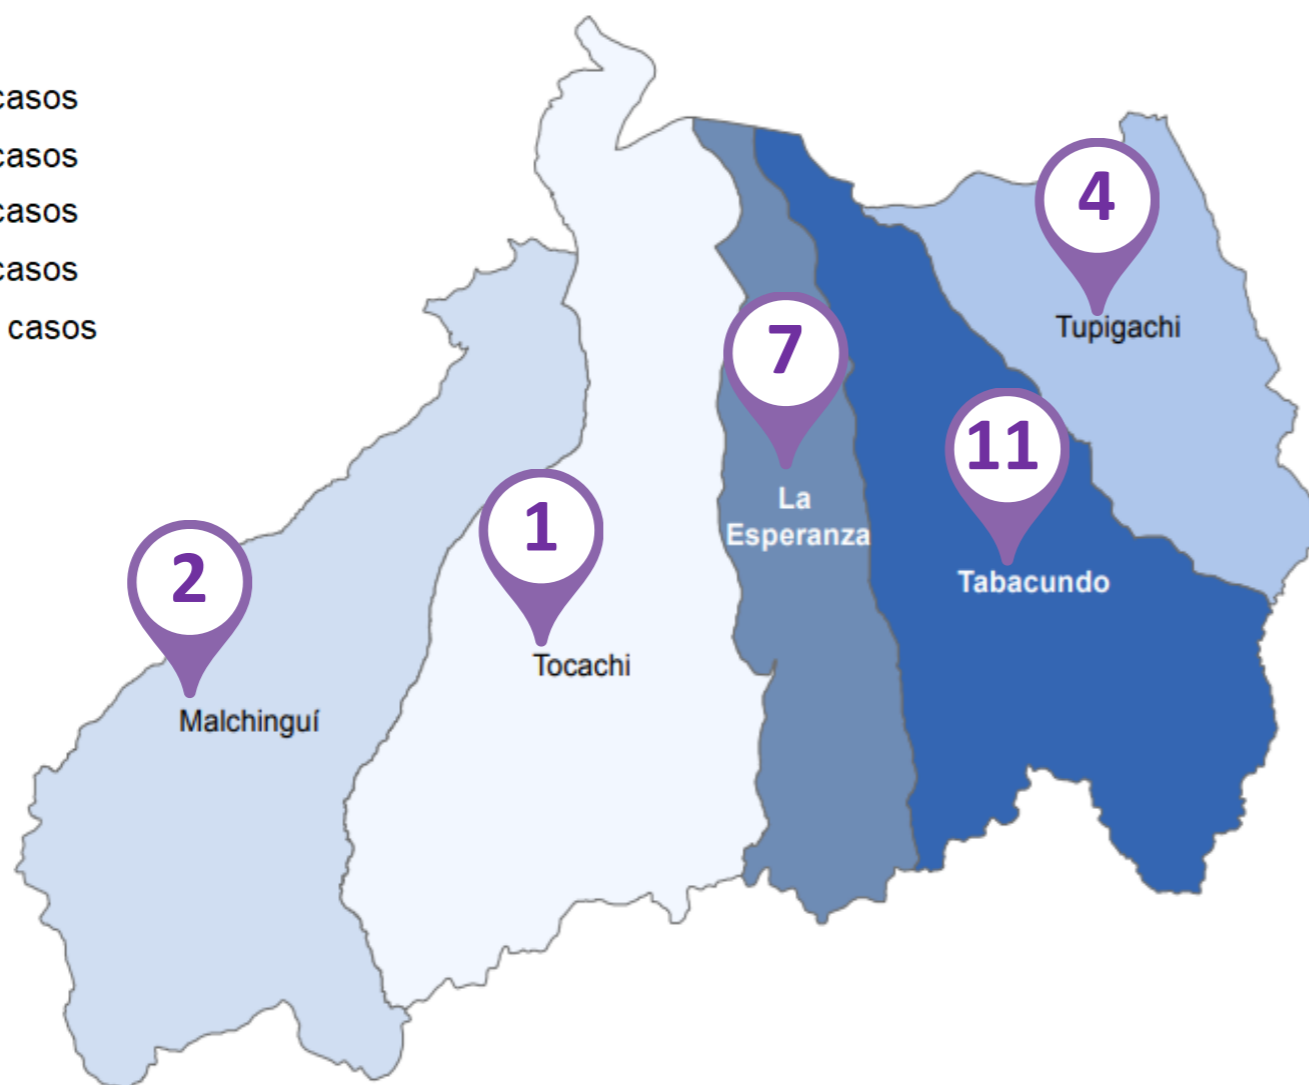 casos
casos
casos
casos
casos
4
Tupigachi
7
La
Esperanza
11
Tabacundo
1
Tocachi
2
Malchinguí